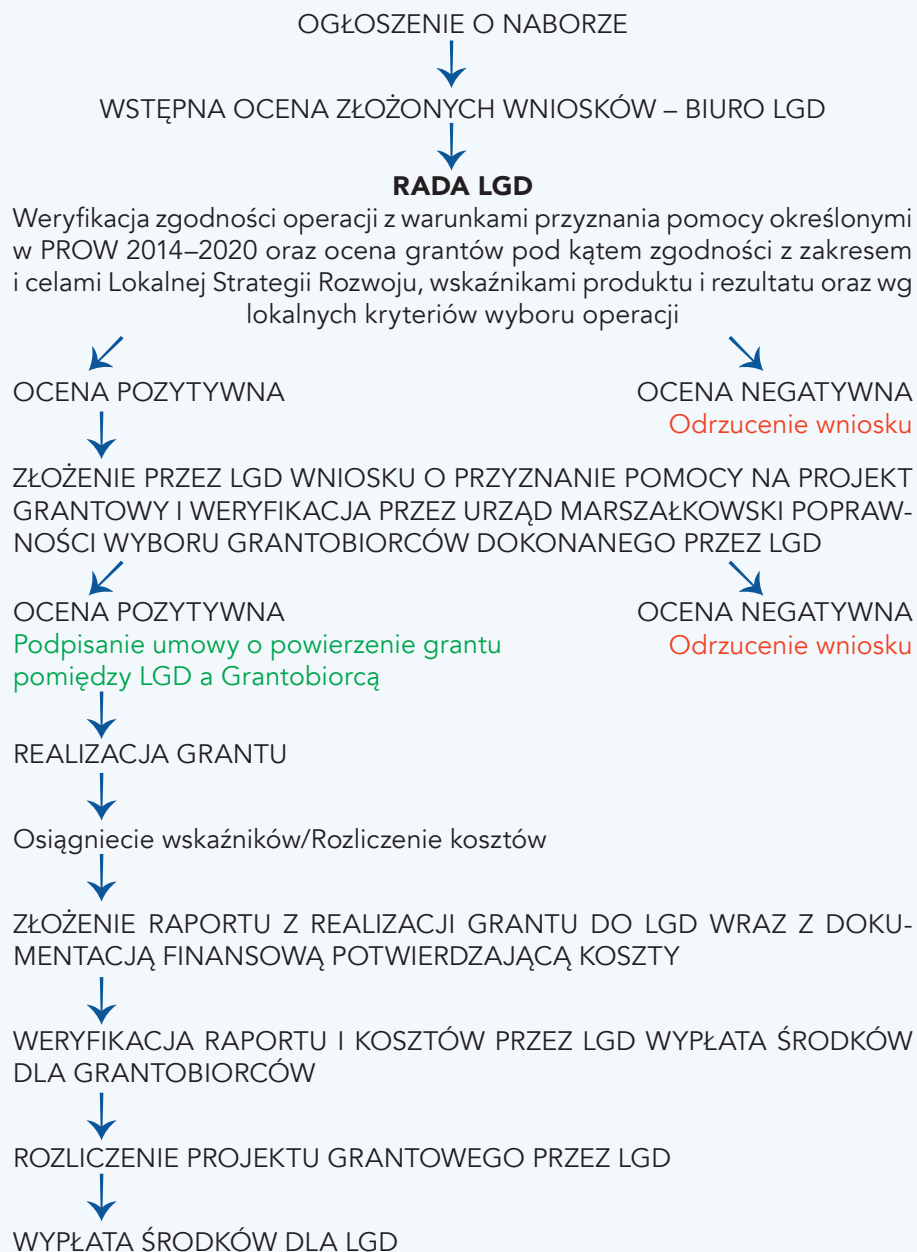 OGŁOSZENIE O NABORZE
WSTĘPNA OCENA ZŁOŻONYCH WNIOSKÓW – BIURO LGD
RADA LGD
Weryfikacja zgodności operacji z warunkami przyznania pomocy określonymi
w PROW 2014–2020 oraz ocena grantów pod kątem zgodności z zakresem
i celami Lokalnej Strategii Rozwoju, wskaźnikami produktu i rezultatu oraz wg
lokalnych kryteriów wyboru operacji
OCENA POZYTYWNA
OCENA NEGATYWNA
Odrzucenie wniosku
ZŁOŻENIE PRZEZ LGD WNIOSKU O PRZYZNANIE POMOCY NA PROJEKT
GRANTOWY I WERYFIKACJA PRZEZ URZĄD MARSZAŁKOWSKI POPRAW-
NOŚCI WYBORU GRANTOBIORCÓW DOKONANEGO PRZEZ LGD
OCENA POZYTYWNA
Podpisanie umowy o powierzenie grantu
pomiędzy LGD a Grantobiorcą
OCENA NEGATYWNA
Odrzucenie wniosku
REALIZACJA GRANTU
Osiągniecie wskaźników/Rozliczenie kosztów
ZŁOŻENIE RAPORTU Z REALIZACJI GRANTU DO LGD WRAZ Z DOKU-
MENTACJĄ FINANSOWĄ POTWIERDZAJĄCĄ KOSZTY
WERYFIKACJA RAPORTU I KOSZTÓW PRZEZ LGD WYPŁATA ŚRODKÓW
DLA GRANTOBIORCÓW
ROZLICZENIE PROJEKTU GRANTOWEGO PRZEZ LGD
WYPŁATA ŚRODKÓW DLA LGD